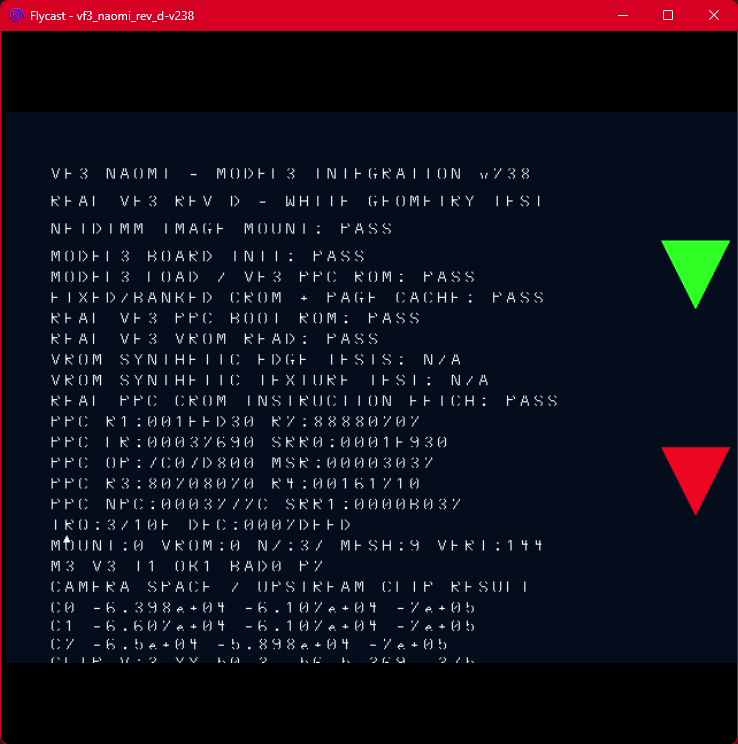 Flycast - vf3_naomi_rev_d-v238
VF3 NAOMI - MODEL3 INTEGRATION v238
REAL VF3 REV D - WHITE GEOMETRY TEST
NETDIMM IMAGE MOUNT: PASS
MODEL3 BOARD INIT: PASS
MODEL3 LOAD / VF3 PPC ROM: PASS
FIXED/BANKED CROM + PAGE CACHE: PASS
REAL VF3 PPC BOOT ROM: PASS
REAL VF3 VROM READ: PASS
VROM SYNTHETIC EDGE TESTS: N/A
VROM SYNTHETIC TEXTURE TEST: N/A
REAL PPC CROM INSTRUCTION FETCH: PASS
PPC R1:001FFD30 R2:88880202
PPC LR:00032690 SRR0:0001F930
PPC OP:7C02D800 MSR:00003032
PPC R3:80208020 R4:00161210
PPC NPC:0003222C SRR1:0000B032
IRQ:3/10F DEC:0002DEFD
MOUNT:0 VROM:0 N2:32 MESH:9 VERT:144
M3 V3 T1 OK1 BAD0 P2
CAMERA SPACE / UPSTREAM CLIP RESULT
C0 -6.398e+04 -6.102e+04 -2e+05
C1 -6.602e+04 -6.102e+04 -2e+05
C2 -6.5e+04 -5.898e+04 -2e+05